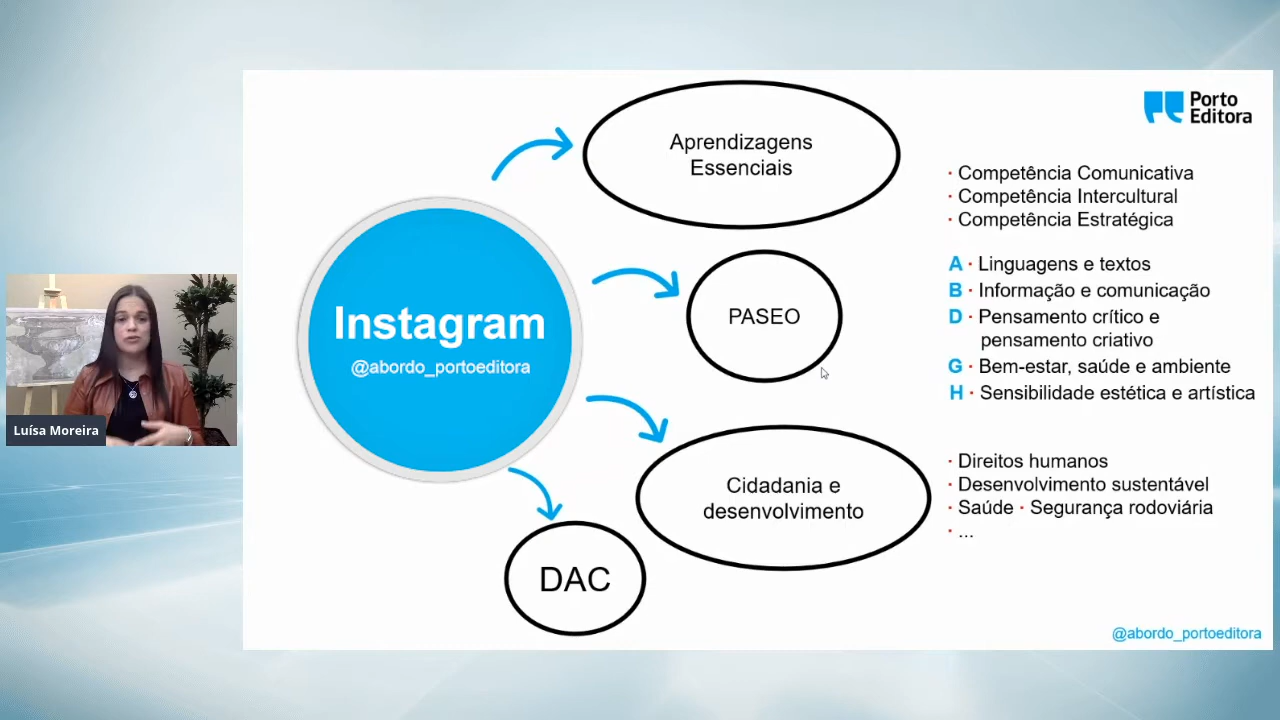 Porto
Editora
Aprendizagens
Essenciais
· Competência Comunicativa
· Competência Intercultural
· Competência Estratégica
Instagram
@abordo_portoeditora
PASEO
A · Linguagens e textos
B · Informação e comunicação
D · Pensamento crítico e
pensamento criativo
G · Bem-estar, saúde e ambiente
H · Sensibilidade estética e artística
Luísa Moreira
Cidadania e
desenvolvimento
· Direitos humanos
· Desenvolvimento sustentável
· Saúde · Segurança rodoviária
· ...
DAC
@abordo_portoeditora